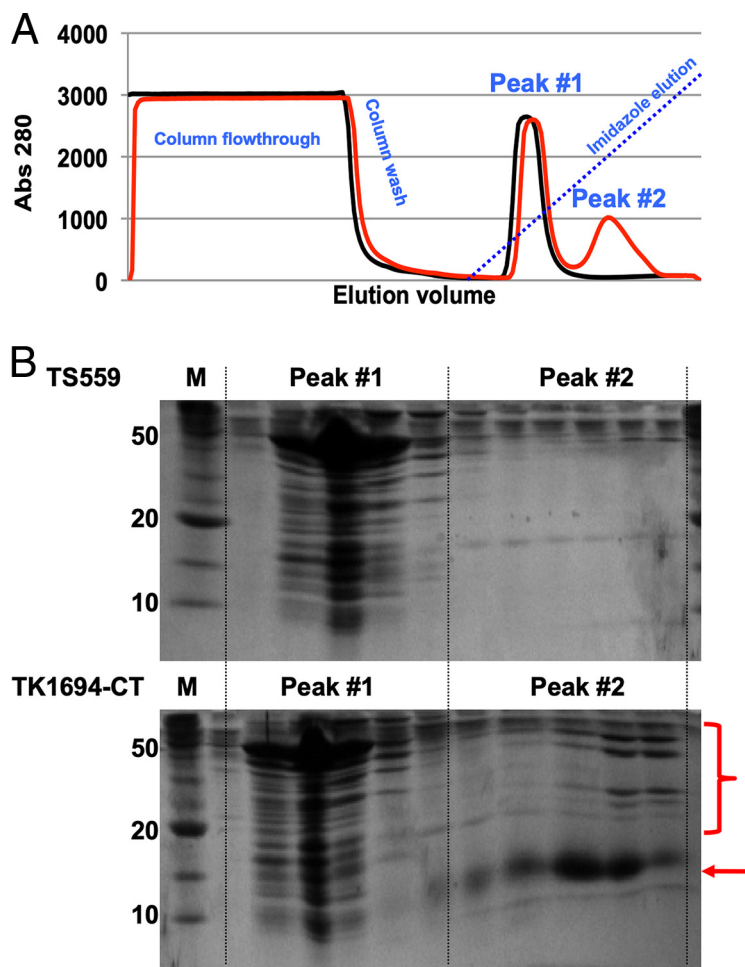 A
4000
3000
2000
1000
0
Abs 280
Elution volume
Column flowthrough
Column wash
Peak #1
Imidazole elution
Peak #2
B
TS559 M Peak #1 Peak #2
50
20
10
TK1694-CT M Peak #1 Peak #2
50
20
10